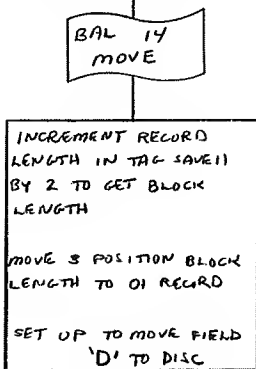 BAL 14
MOVE
INCREMENT RECORD
LENGTH IN TAG SAVE11
BY 2 TO GET BLOCK
LENGTH
MOVE 3 POSITION BLOCK
LENGTH TO 01 RECORD
SET UP TO MOVE FIELD
'D' TO DISC